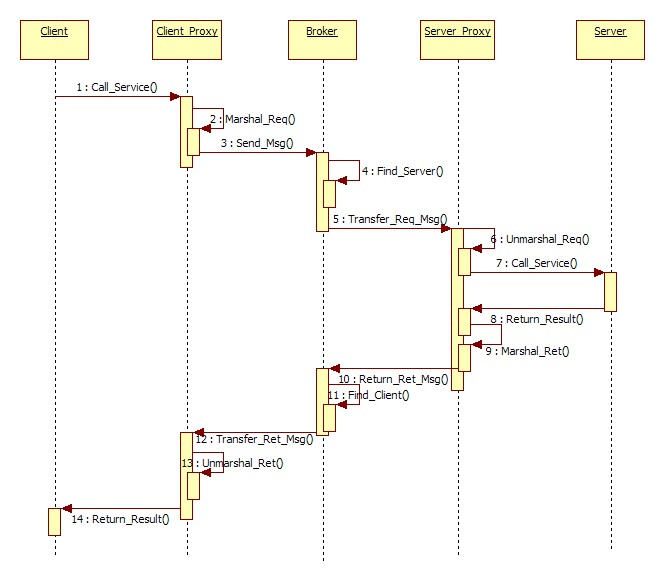 Client
Client_Proxy
Broker
Server_Proxy
Server
1 : Call_Service()
2 : Marshal_Req()
3 : Send_Msg()
4 : Find_Server()
5 : Transfer_Req_Msg()
6 : Unmarshal_Req()
7 : Call_Service()
8 : Return_Result()
9 : Marshal_Ret()
10 : Return_Ret_Msg()
11 : Find_Client()
12 : Transfer_Ret_Msg()
13 : Unmarshal_Ret()
14 : Return_Result()